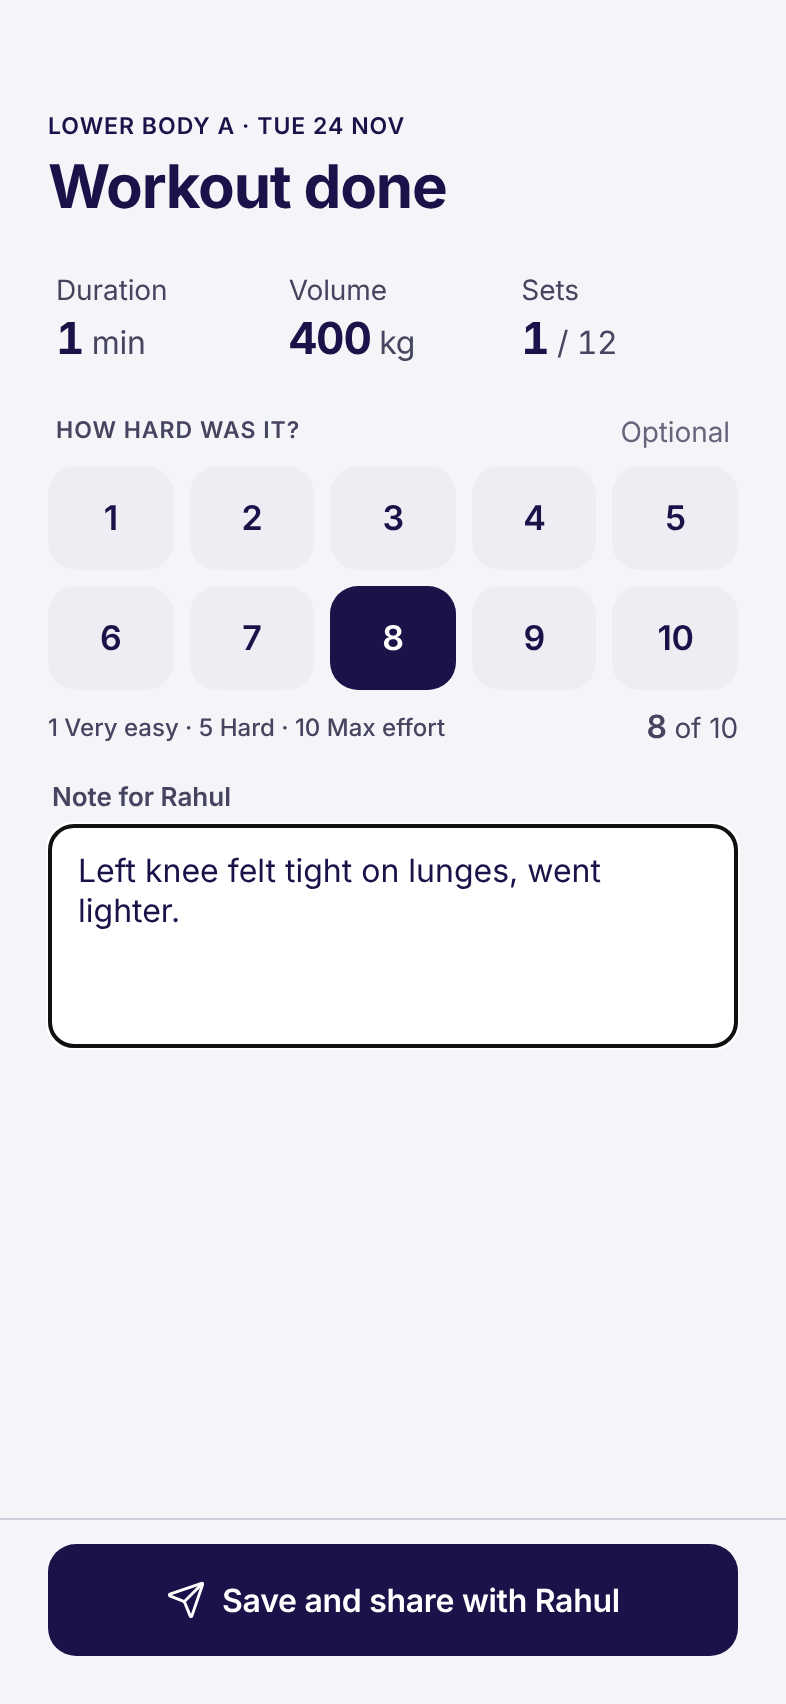 LOWER BODY A · TUE 24 NOV
Workout done
Duration Volume Sets
1 min 400 kg 1 / 12
HOW HARD WAS IT? Optional
1 2 3 4 5
6 7 8 9 10
1 Very easy · 5 Hard · 10 Max effort 8 of 10
Note for Rahul
Left knee felt tight on lunges, went
lighter.
Save and share with Rahul